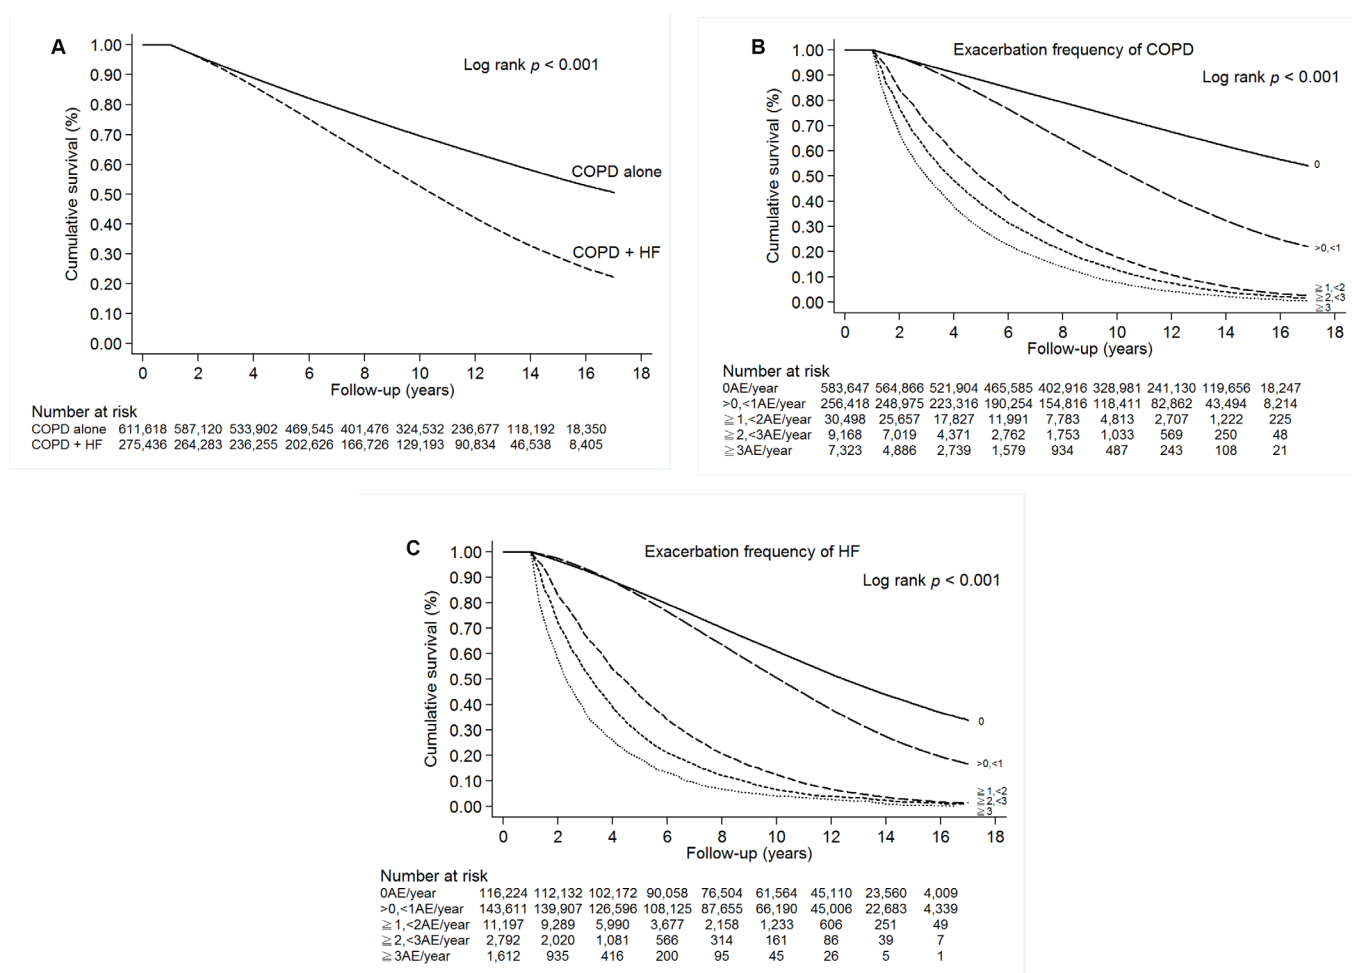 A
Log rank p < 0.001
Cumulative survival (%)
1.00
0.90
0.80
0.70
0.60
0.50
0.40
0.30
0.20
0.10
0.00
COPD alone
COPD + HF
0 2 4 6 8 10 12 14 16 18
Follow-up (years)
Number at risk
COPD alone 611,618 587,120 533,902 469,545 401,476 324,532 236,677 118,192 18,350
COPD + HF 275,436 264,283 236,255 202,626 166,726 129,193 90,834 46,538 8,405
B
Exacerbation frequency of COPD
Log rank p < 0.001
Cumulative survival (%)
1.00
0.90
0.80
0.70
0.60
0.50
0.40
0.30
0.20
0.10
0.00
0
>0,<1
≧1,<2
≧2,<3
≧3
0 2 4 6 8 10 12 14 16 18
Follow-up (years)
Number at risk
0AE/year 583,647 564,866 521,904 465,585 402,916 328,981 241,130 119,656 18,247
>0,<1AE/year 256,418 248,975 223,316 190,254 154,816 118,411 82,862 43,494 8,214
≧1,<2AE/year 30,498 25,657 17,827 11,991 7,783 4,813 2,707 1,222 225
≧2,<3AE/year 9,168 7,019 4,371 2,762 1,753 1,033 569 250 48
≧3AE/year 7,323 4,886 2,739 1,579 934 487 243 108 21
C
Exacerbation frequency of HF
Log rank p < 0.001
Cumulative survival (%)
1.00
0.90
0.80
0.70
0.60
0.50
0.40
0.30
0.20
0.10
0.00
0
>0,<1
≧1,<2
≧2,<3
≧3
0 2 4 6 8 10 12 14 16 18
Follow-up (years)
Number at risk
0AE/year 116,224 112,132 102,172 90,058 76,504 61,564 45,110 23,560 4,009
>0,<1AE/year 143,611 139,907 126,596 108,125 87,655 66,190 45,006 22,683 4,339
≧1,<2AE/year 11,197 9,289 5,990 3,677 2,158 1,233 606 251 49
≧2,<3AE/year 2,792 2,020 1,081 566 314 161 86 39 7
≧3AE/year 1,612 935 416 200 95 45 26 5 1